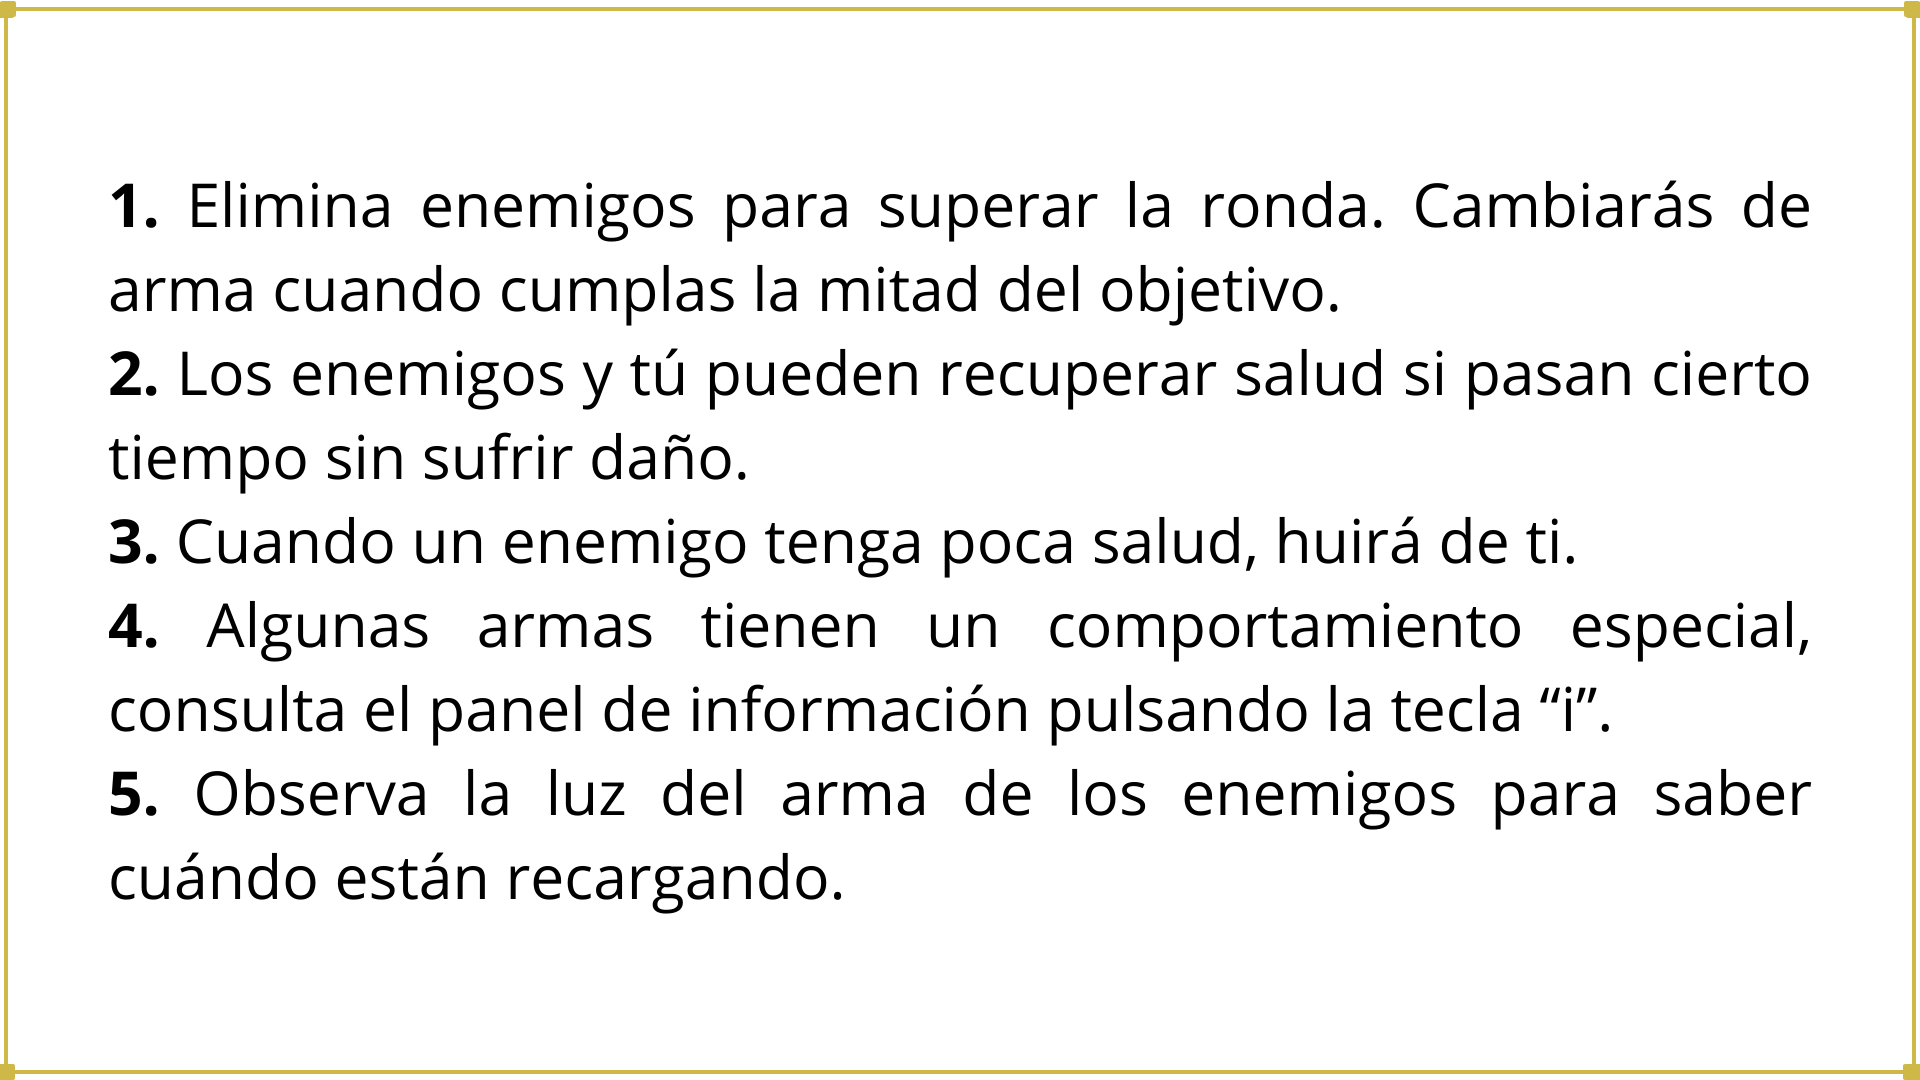 1. Elimina enemigos para superar la ronda. Cambiarás de
arma cuando cumplas la mitad del objetivo.
2. Los enemigos y tú pueden recuperar salud si pasan cierto
tiempo sin sufrir daño.
3. Cuando un enemigo tenga poca salud, huirá de ti.
4. Algunas armas tienen un comportamiento especial,
consulta el panel de información pulsando la tecla “i”.
5. Observa la luz del arma de los enemigos para saber
cuándo están recargando.